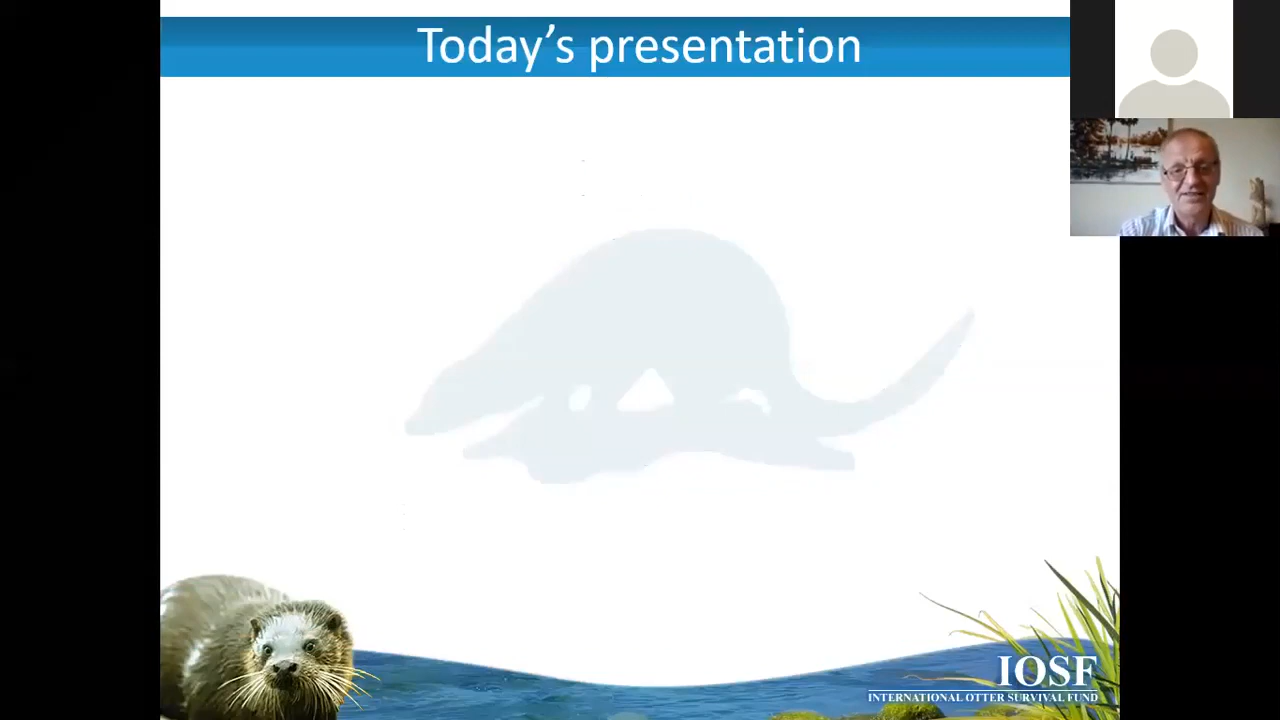 Today’s presentation
IOSF
INTERNATIONAL OTTER SURVIVAL FUND